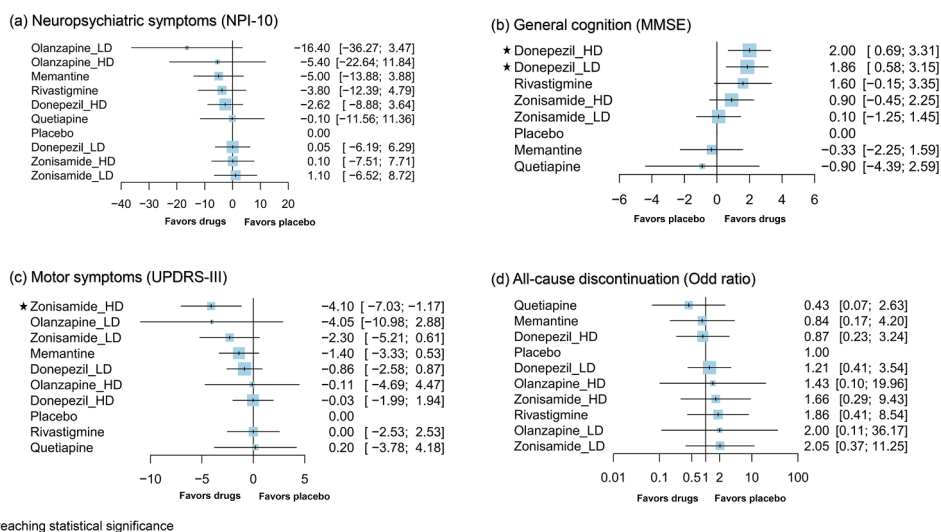 (a) Neuropsychiatric symptoms (NPI-10)
Olanzapine_LD −16.40 [−36.27; 3.47]
Olanzapine_HD −5.40 [−22.64; 11.84]
Memantine −5.00 [−13.88; 3.88]
Rivastigmine −3.80 [−12.39; 4.79]
Donepezil_HD −2.62 [ −8.88; 3.64]
Quetiapine −0.10 [−11.56; 11.36]
Placebo 0.00
Donepezil_LD 0.05 [ −6.19; 6.29]
Zonisamide_HD 0.10 [ −7.51; 7.71]
Zonisamide_LD 1.10 [ −6.52; 8.72]
−40 −30 −20 −10 0 10 20
Favors drugs Favors placebo
(b) General cognition (MMSE)
★ Donepezil_HD 2.00 [ 0.69; 3.31]
★ Donepezil_LD 1.86 [ 0.58; 3.15]
Rivastigmine 1.60 [−0.15; 3.35]
Zonisamide_HD 0.90 [−0.45; 2.25]
Zonisamide_LD 0.10 [−1.25; 1.45]
Placebo 0.00
Memantine −0.33 [−2.25; 1.59]
Quetiapine −0.90 [−4.39; 2.59]
−6 −4 −2 0 2 4 6
Favors placebo Favors drugs
(c) Motor symptoms (UPDRS-III)
★ Zonisamide_HD −4.10 [ −7.03; −1.17]
Olanzapine_LD −4.05 [−10.98; 2.88]
Zonisamide_LD −2.30 [ −5.21; 0.61]
Memantine −1.40 [ −3.33; 0.53]
Donepezil_LD −0.86 [ −2.58; 0.87]
Olanzapine_HD −0.11 [ −4.69; 4.47]
Donepezil_HD −0.03 [ −1.99; 1.94]
Placebo 0.00
Rivastigmine 0.00 [ −2.53; 2.53]
Quetiapine 0.20 [ −3.78; 4.18]
−10 −5 0 5
Favors drugs Favors placebo
(d) All-cause discontinuation (Odd ratio)
Quetiapine 0.43 [0.07; 2.63]
Memantine 0.84 [0.17; 4.20]
Donepezil_HD 0.87 [0.23; 3.24]
Placebo 1.00
Donepezil_LD 1.21 [0.41; 3.54]
Olanzapine_HD 1.43 [0.10; 19.96]
Zonisamide_HD 1.66 [0.29; 9.43]
Rivastigmine 1.86 [0.41; 8.54]
Olanzapine_LD 2.00 [0.11; 36.17]
Zonisamide_LD 2.05 [0.37; 11.25]
0.01 0.1 0.5 1 2 10 100
Favors drugs Favors placebo
reaching statistical significance